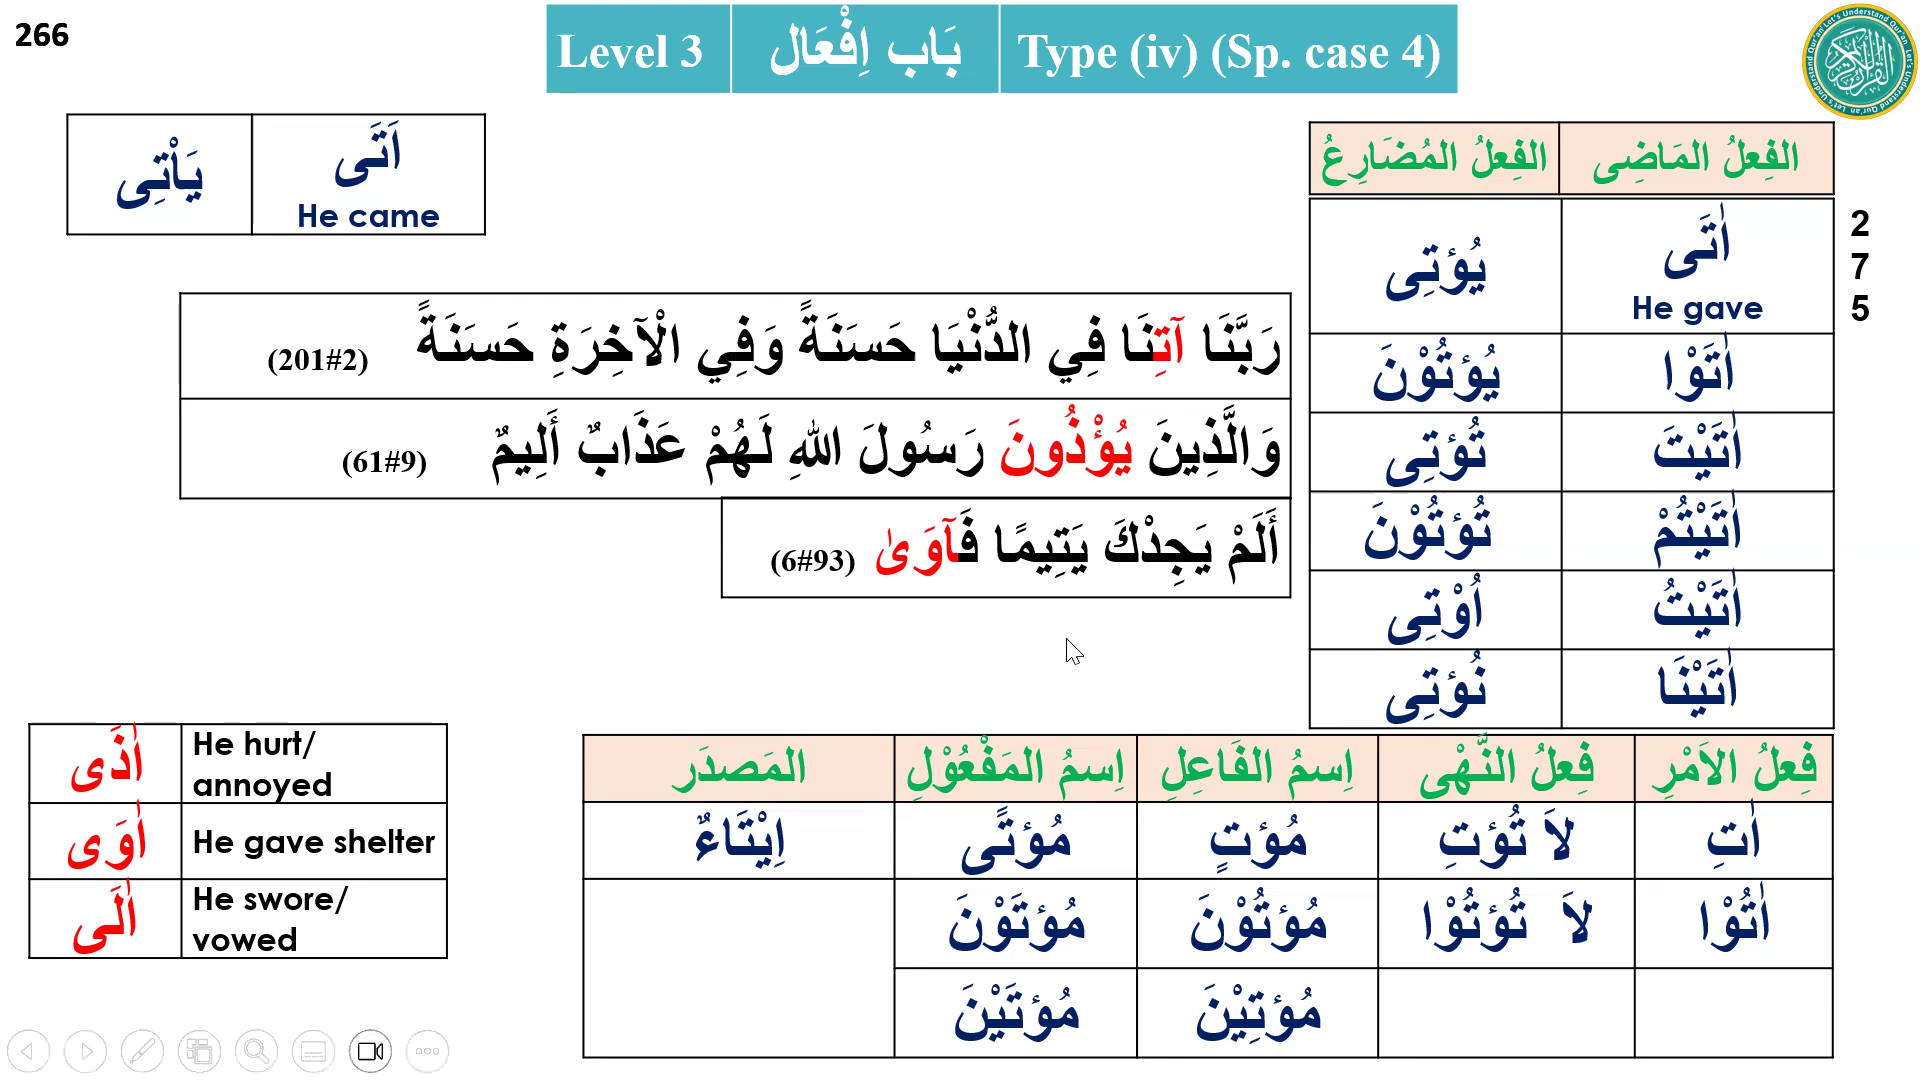 266
Level 3 بَاب اِفْعَال Type (iv) (Sp. case 4)
اَتَى يَاْتِى
He came
الفِعلُ المَاضِى الفِعلُ المُضَارِعُ
اٰتَى يُؤتِى
He gave
275
اٰتَوْا يُؤتُوْنَ
اٰتَيْتَ تُؤتِى
اٰتَيْتُمْ تُؤتُوْنَ
اٰتَيْتُ اُوْتِى
اٰتَيْنَا نُؤتِى
رَبَّنَا آتِنَا فِي الدُّنْيَا حَسَنَةً وَفِي الْآخِرَةِ حَسَنَةً (201#2)
وَالَّذِينَ يُؤْذُونَ رَسُولَ اللهِ لَهُمْ عَذَابٌ أَلِيمٌ (61#9)
أَلَمْ يَجِدْكَ يَتِيمًا فَآوَىٰ (6#93)
اٰذَى He hurt/
annoyed
اٰوَى He gave shelter
اٰلَى He swore/
vowed
فِعلُ الاَمْرِ فِعلُ النَّهْى اِسمُ الفَاعِلِ اِسمُ المَفْعُوْلِ المَصدَر
اٰتِ لاَ تُؤتِ مُؤتٍ مُؤتًى اِيْتَاءٌ
اٰتُوْا لاَ تُؤتُوْا مُؤتُوْنَ مُؤتَوْنَ
مُؤتِيْنَ مُؤتَيْنَ